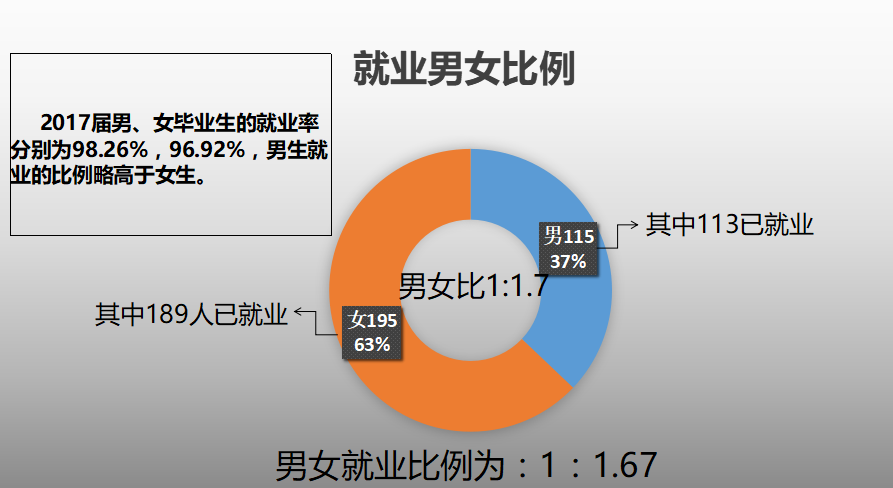 就业男女比例
2017届男、女毕业生的就业率
分别为98.26%，96.92%，男生就
业的比例略高于女生。
其中113已就业
男115
37%
男女比1:1.7
其中189人已就业
女195
63%
男女就业比例为：1：1.67